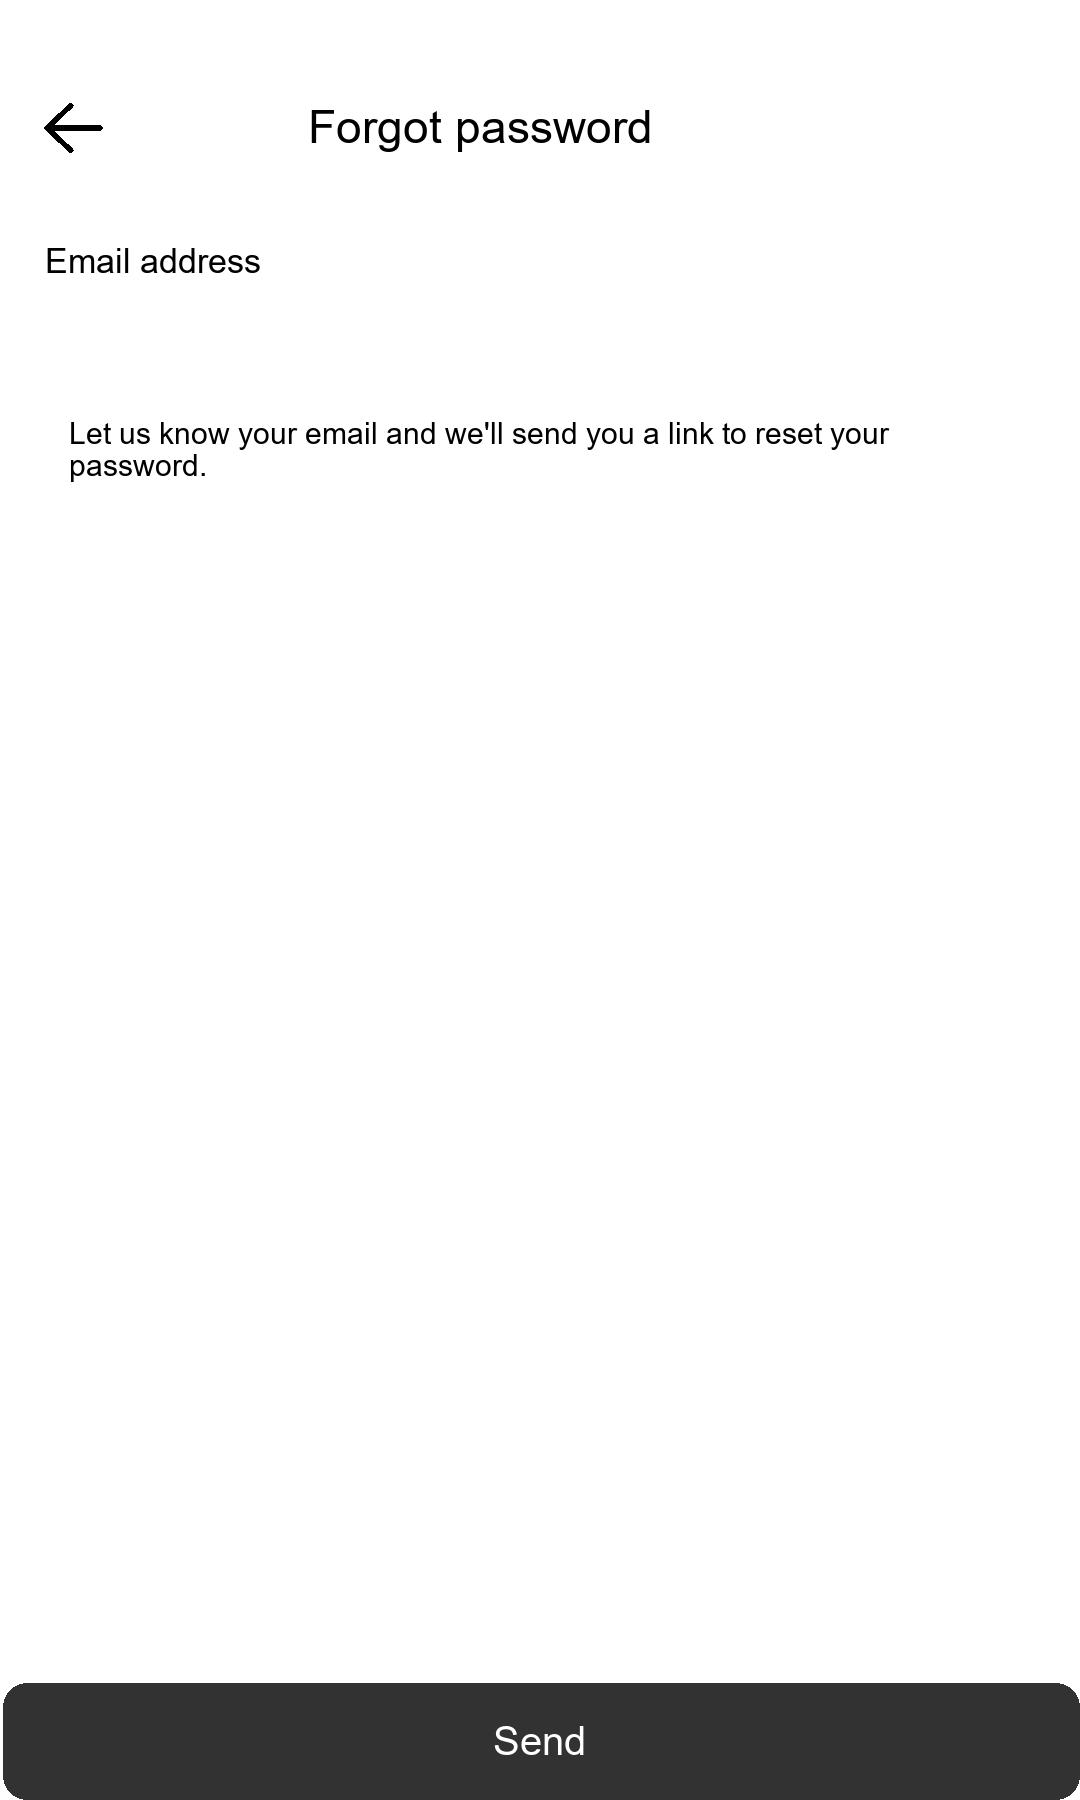 Forgot password
Email address
Let us know your email and we'll send you a link to reset your
password.
Send